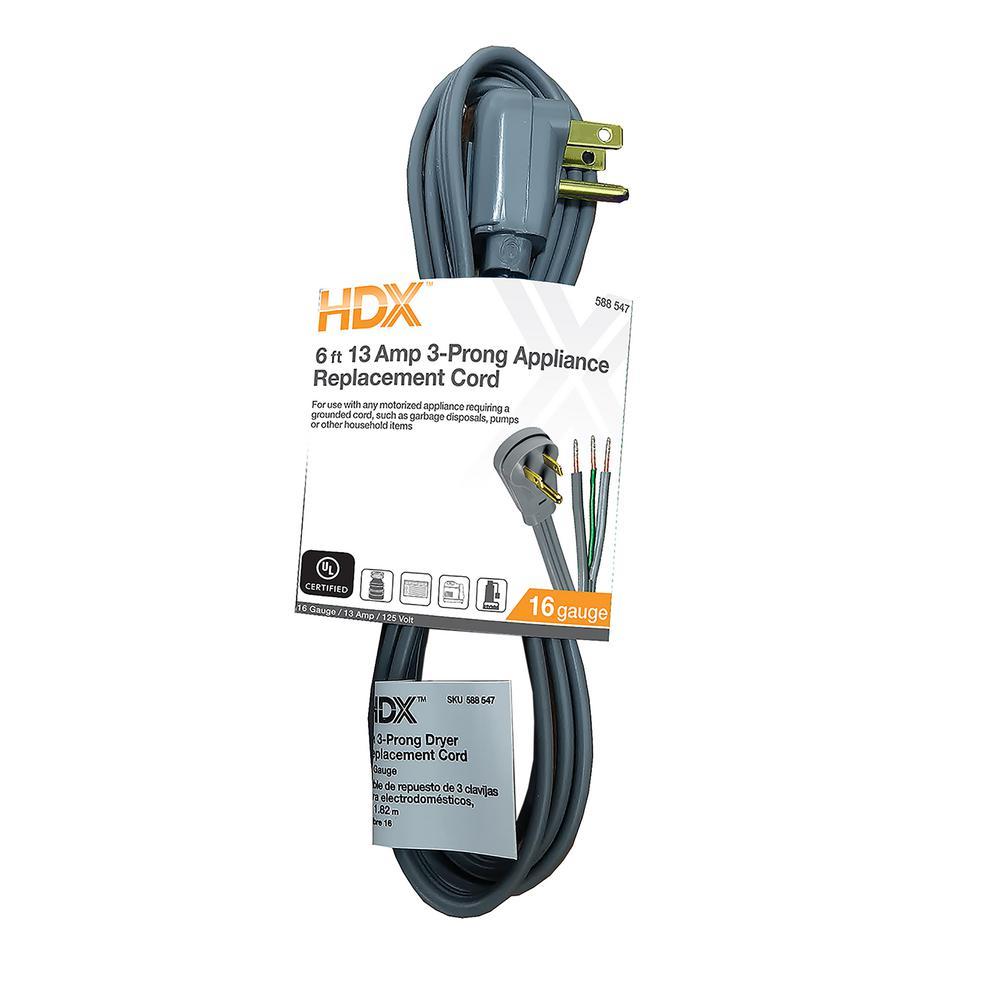 HDX™
588 547
6 ft 13 Amp 3-Prong Appliance
Replacement Cord
For use with any motorized appliance requiring a
grounded cord, such as garbage disposals, pumps
or other household items
UL
CERTIFIED
16 gauge
16 Gauge / 13 Amp / 125 Volt
HDX™
SKU 588 547
3-Prong Dryer
placement Cord
Gauge
ble de repuesto de 3 clavijas
ra electrodomésticos,
1.82 m
bre 16